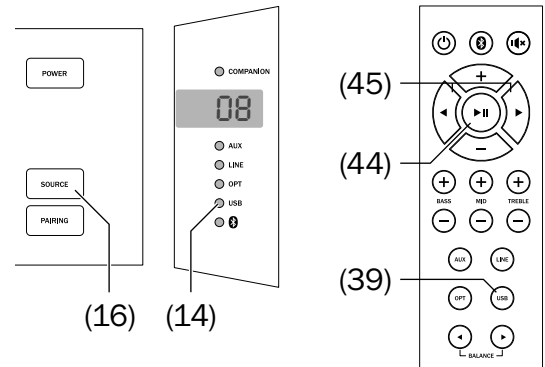 POWER
SOURCE
PAIRING
(16)
COMPANION
08
AUX
LINE
OPT
USB
(14)
(45)
(44)
(39)
+
−
+ + +
BASS MID TREBLE
− − −
AUX LINE
OPT USB
BALANCE